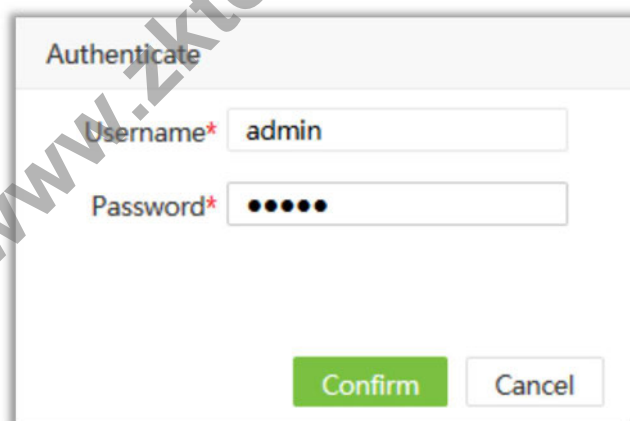 Authenticate
Username* admin
Password* •••••
Confirm Cancel